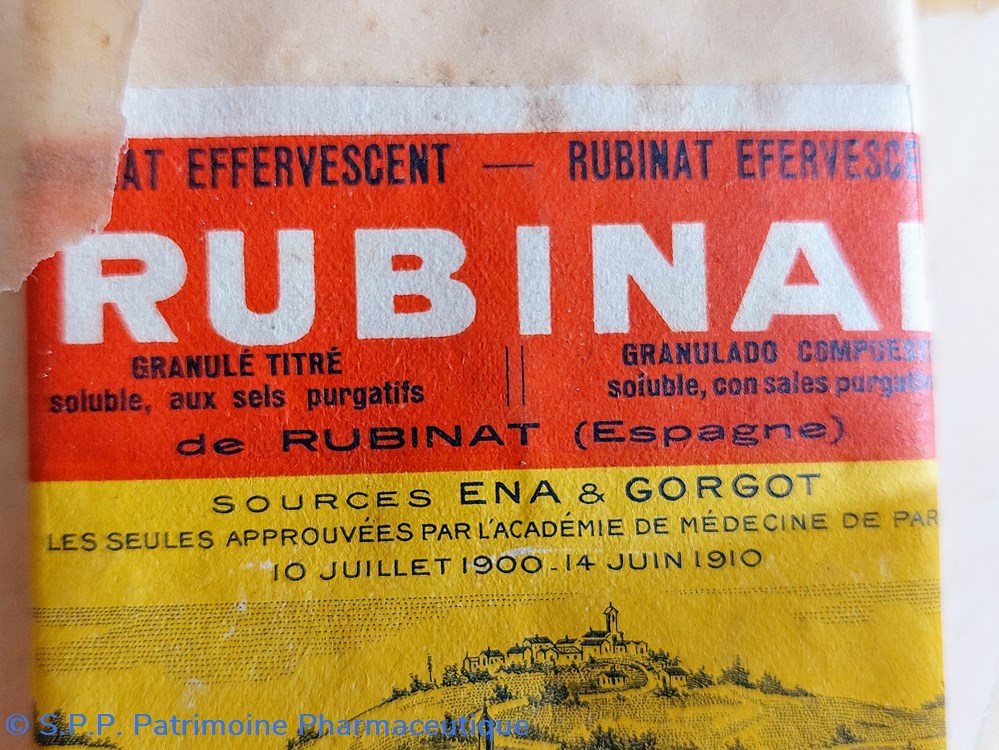 AT EFFERVESCENT — RUBINAT EFERVESCE
RUBINA
GRANULÉ TITRÉ
soluble, aux sels purgatifs
GRANULADO COMPUEST
soluble, con sales purgati
de RUBINAT (Espagne)
SOURCES ENA & GORGOT
LES SEULES APPROUVÉES PAR L'ACADÉMIE DE MÉDECINE DE PAR
10 JUILLET 1900 - 14 JUIN 1910
© S.P.P. Patrimoine Pharmaceutique